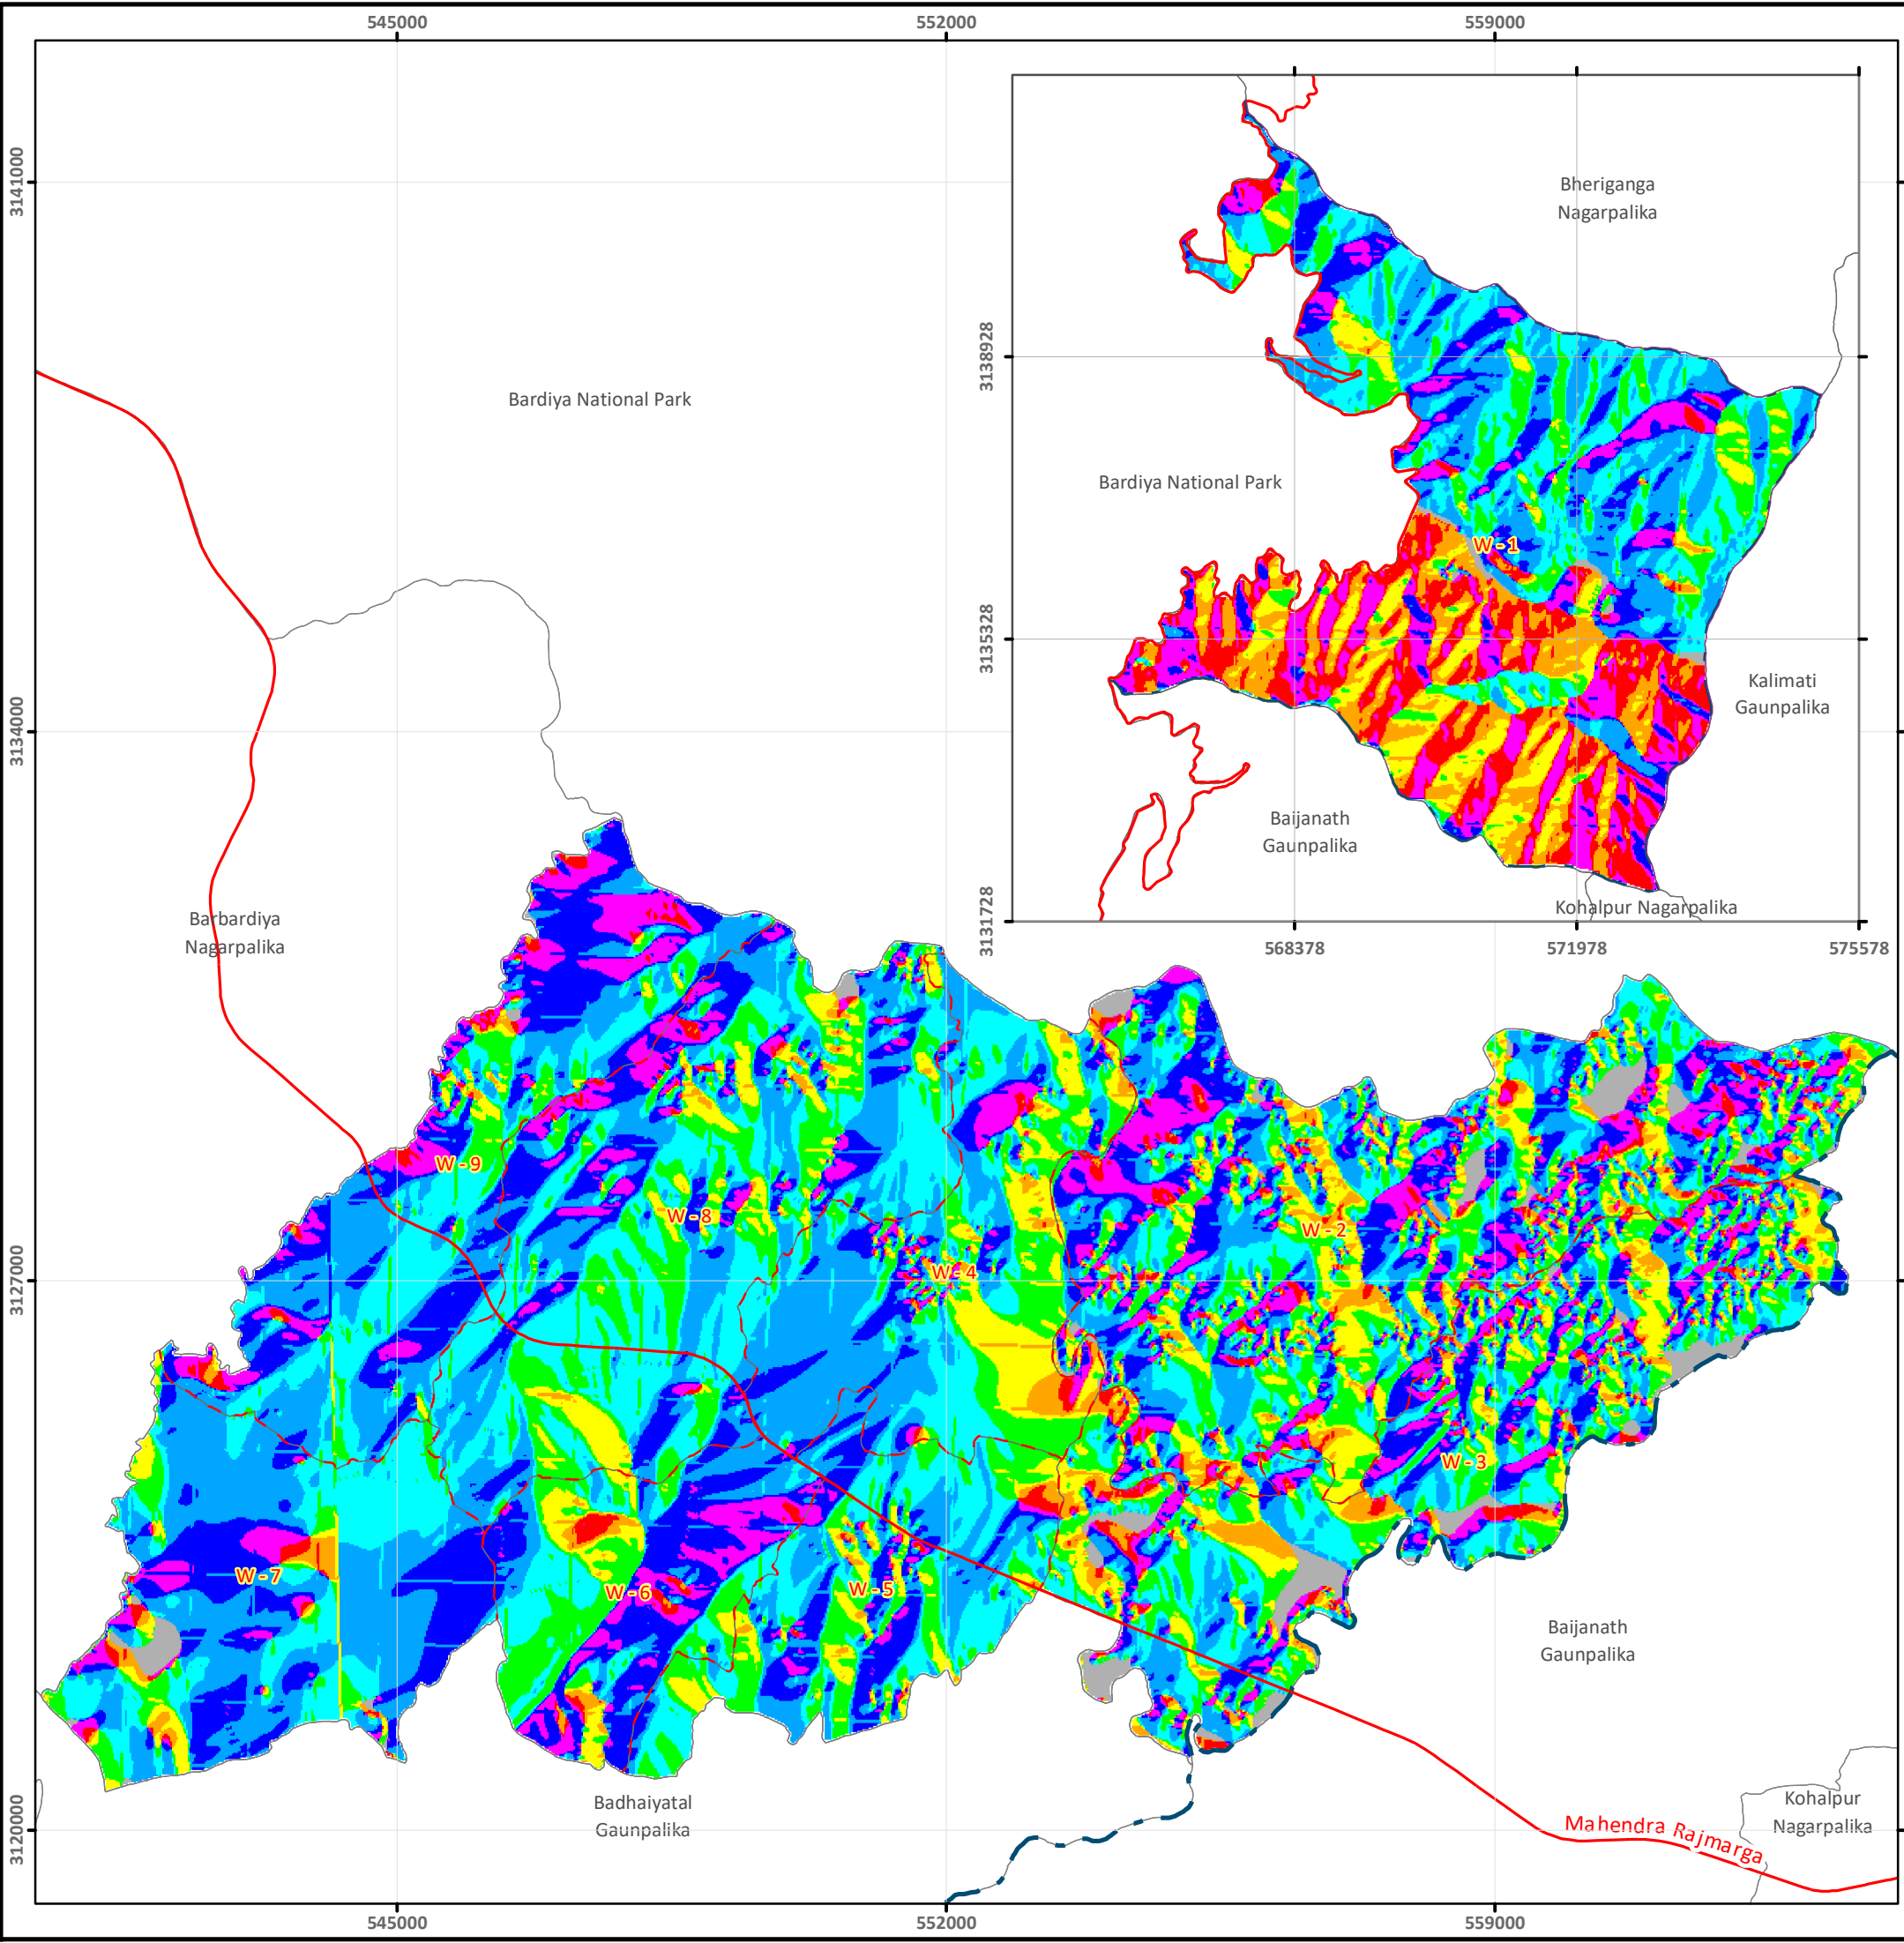 545000
552000
559000
3141000
3134000
3127000
3120000
Bheriganga
Nagarpalika
3138928
Bardiya National Park
Bardiya National Park
W - 1
3135328
Kalimati
Gaunpalika
Baijanath
Gaunpalika
3131728
Kohalpur Nagarpalika
568378
571978
575578
Barbardiya
Nagarpalika
W - 9
W - 8
W - 2
W - 4
W - 3
W - 7
W - 6
W - 5
Baijanath
Gaunpalika
Badhaiyatal
Gaunpalika
Kohalpur
Nagarpalika
Mahendra Rajmarga
545000
552000
559000